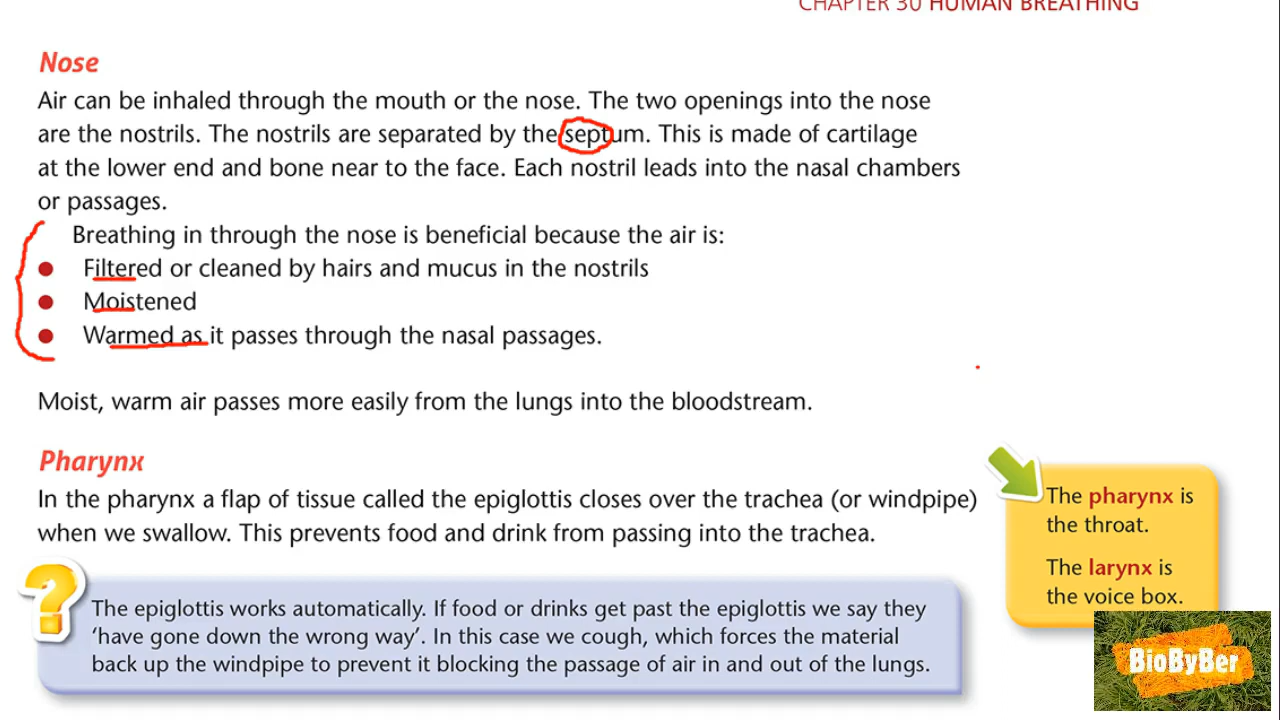 CHAPTER 30 HUMAN BREATHING
Nose
Air can be inhaled through the mouth or the nose. The two openings into the nose
are the nostrils. The nostrils are separated by the septum. This is made of cartilage
at the lower end and bone near to the face. Each nostril leads into the nasal chambers
or passages.
Breathing in through the nose is beneficial because the air is:
● Filtered or cleaned by hairs and mucus in the nostrils
● Moistened
● Warmed as it passes through the nasal passages.
Moist, warm air passes more easily from the lungs into the bloodstream.
Pharynx
In the pharynx a flap of tissue called the epiglottis closes over the trachea (or windpipe)
when we swallow. This prevents food and drink from passing into the trachea.
The pharynx is
the throat.
The larynx is
the voice box.
?
The epiglottis works automatically. If food or drinks get past the epiglottis we say they
‘have gone down the wrong way’. In this case we cough, which forces the material
back up the windpipe to prevent it blocking the passage of air in and out of the lungs.
BioByBer